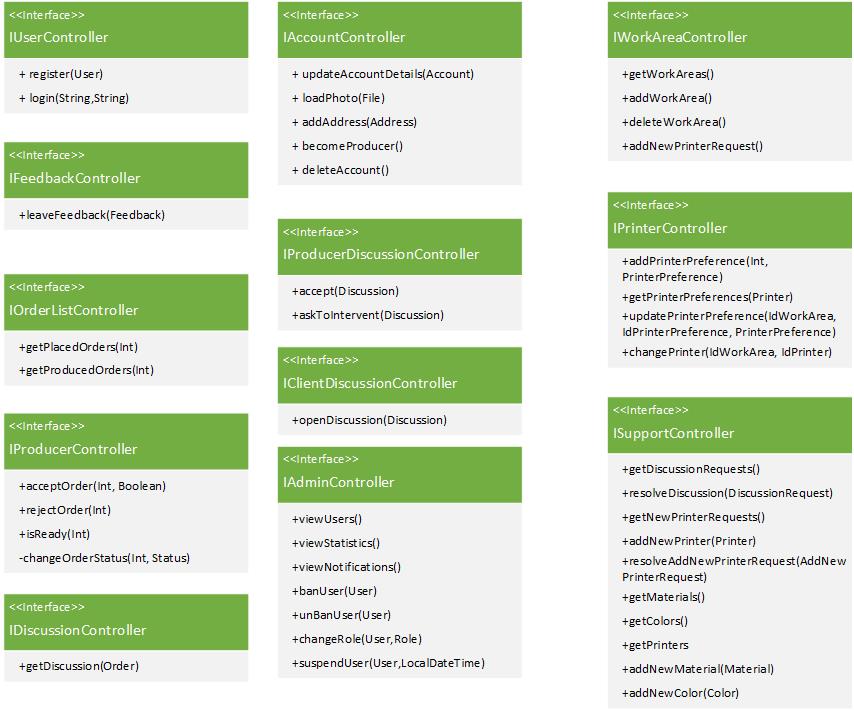 <<Interface>>
IUserController
+ register(User)
+ login(String,String)
<<Interface>>
IFeedbackController
+leaveFeedback(Feedback)
<<Interface>>
IOrderListController
+getPlacedOrders(Int)
+getProducedOrders(Int)
<<Interface>>
IProducerController
+acceptOrder(Int, Boolean)
+rejectOrder(Int)
+isReady(Int)
-changeOrderStatus(Int, Status)
<<Interface>>
IDiscussionController
+getDiscussion(Order)
<<Interface>>
IAccountController
+ updateAccountDetails(Account)
+ loadPhoto(File)
+ addAddress(Address)
+ becomeProducer()
+ deleteAccount()
<<Interface>>
IProducerDiscussionController
+accept(Discussion)
+askToIntervent(Discussion)
<<Interface>>
IClientDiscussionController
+openDiscussion(Discussion)
<<Interface>>
IAdminController
+viewUsers()
+viewStatistics()
+viewNotifications()
+banUser(User)
+unBanUser(User)
+changeRole(User,Role)
+suspendUser(User,LocalDateTime)
<<Interface>>
IWorkAreaController
+getWorkAreas()
+addWorkArea()
+deleteWorkArea()
+addNewPrinterRequest()
<<Interface>>
IPrinterController
+addPrinterPreference(Int,
PrinterPreference)
+getPrinterPreferences(Printer)
+updatePrinterPreference(IdWorkArea,
IdPrinterPreference, PrinterPreference)
+changePrinter(IdWorkArea, IdPrinter)
<<Interface>>
ISupportController
+getDiscussionRequests()
+resolveDiscussion(DiscussionRequest)
+getNewPrinterRequests()
+addNewPrinter(Printer)
+resolveAddNewPrinterRequest(AddNew
PrinterRequest)
+getMaterials()
+getColors()
+getPrinters
+addNewMaterial(Material)
+addNewColor(Color)